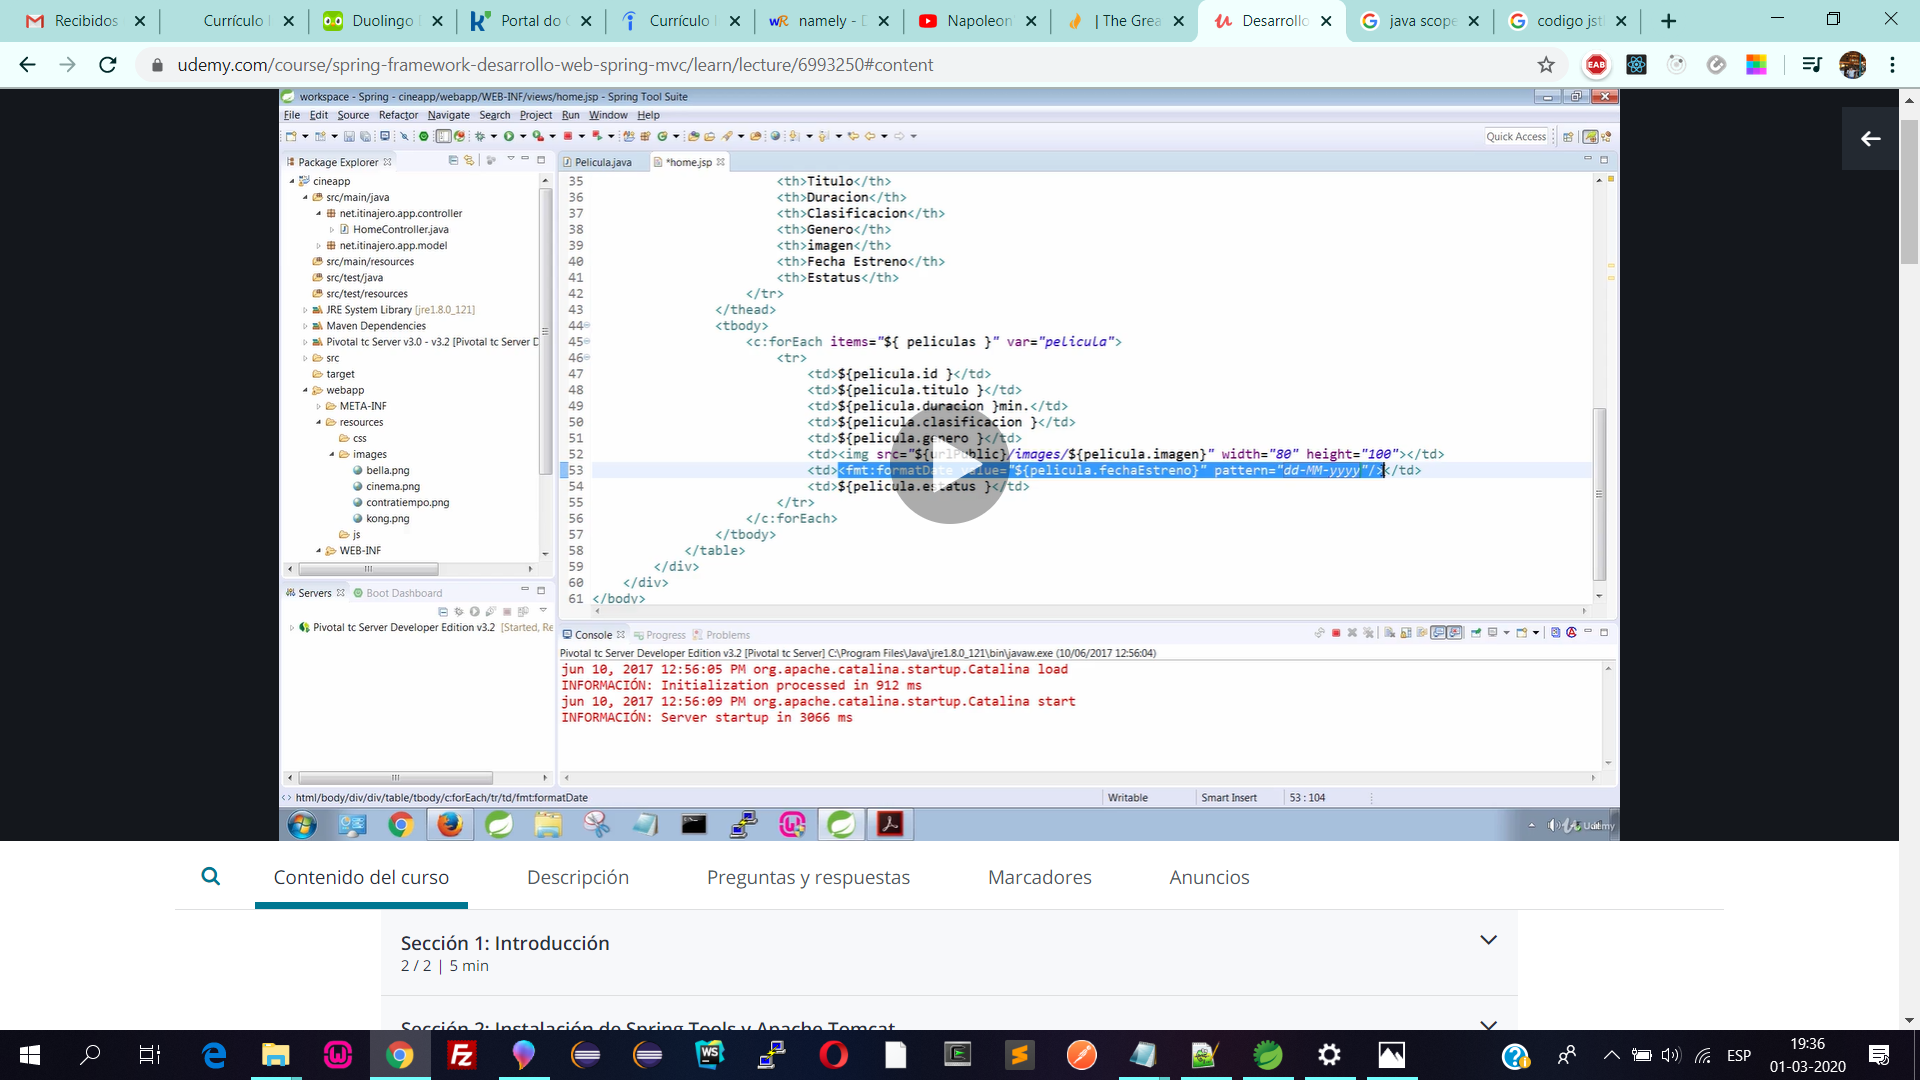 Recibidos
Currículo
Duolingo
Portal do
Currículo
namely - D
Napoleon
| The Grea
Desarrollo
java scope
codigo jst
udemy.com/course/spring-framework-desarrollo-web-spring-mvc/learn/lecture/6993250#content
EAB
workspace - Spring - cineapp/webapp/WEB-INF/views/home.jsp - Spring Tool Suite
File Edit Source Refactor Navigate Search Project Run Window Help
Quick Access
Package Explorer
Pelicula.java
*home.jsp
cineapp
src/main/java
net.itinajero.app.controller
HomeController.java
net.itinajero.app.model
src/main/resources
src/test/java
src/test/resources
JRE System Library [jre1.8.0_121]
Maven Dependencies
Pivotal tc Server v3.0 - v3.2 [Pivotal tc Server D
src
target
webapp
META-INF
resources
css
images
bella.png
cinema.png
contratiempo.png
kong.png
js
WEB-INF
35 <th>Titulo</th>
36 <th>Duracion</th>
37 <th>Clasificacion</th>
38 <th>Genero</th>
39 <th>imagen</th>
40 <th>Fecha Estreno</th>
41 <th>Estatus</th>
42 </tr>
43 </thead>
44 <tbody>
45 <c:forEach items="${ peliculas }" var="pelicula">
46 <tr>
47 <td>${pelicula.id }</td>
48 <td>${pelicula.titulo }</td>
49 <td>${pelicula.duracion }min.</td>
50 <td>${pelicula.clasificacion }</td>
51 <td>${pelicula.genero }</td>
52 <td><img src="${urlPublic}/images/${pelicula.imagen}" width="80" height="100"></td>
53 <td><fmt:formatDate value="${pelicula.fechaEstreno}" pattern="dd-MM-yyyy"/></td>
54 <td>${pelicula.estatus }</td>
55 </tr>
56 </c:forEach>
57 </tbody>
58 </table>
59 </div>
60 </div>
61 </body>
Servers
Boot Dashboard
Pivotal tc Server Developer Edition v3.2 [Started, Re
Console Progress Problems
Pivotal tc Server Developer Edition v3.2 [Pivotal tc Server] C:\Program Files\Java\jre1.8.0_121\bin\javaw.exe (10/06/2017 12:56:04)
jun 10, 2017 12:56:05 PM org.apache.catalina.startup.Catalina load
INFORMACIÓN: Initialization processed in 912 ms
jun 10, 2017 12:56:09 PM org.apache.catalina.startup.Catalina start
INFORMACIÓN: Server startup in 3066 ms
html/body/div/div/table/tbody/c:forEach/tr/td/fmt:formatDate
Writable
Smart Insert
53 : 104
Udemy
Contenido del curso
Descripción
Preguntas y respuestas
Marcadores
Anuncios
Sección 1: Introducción
2 / 2 | 5 min
Sección 2: Instalación de Spring Tools y Apache Tomcat
ESP
19:36
01-03-2020